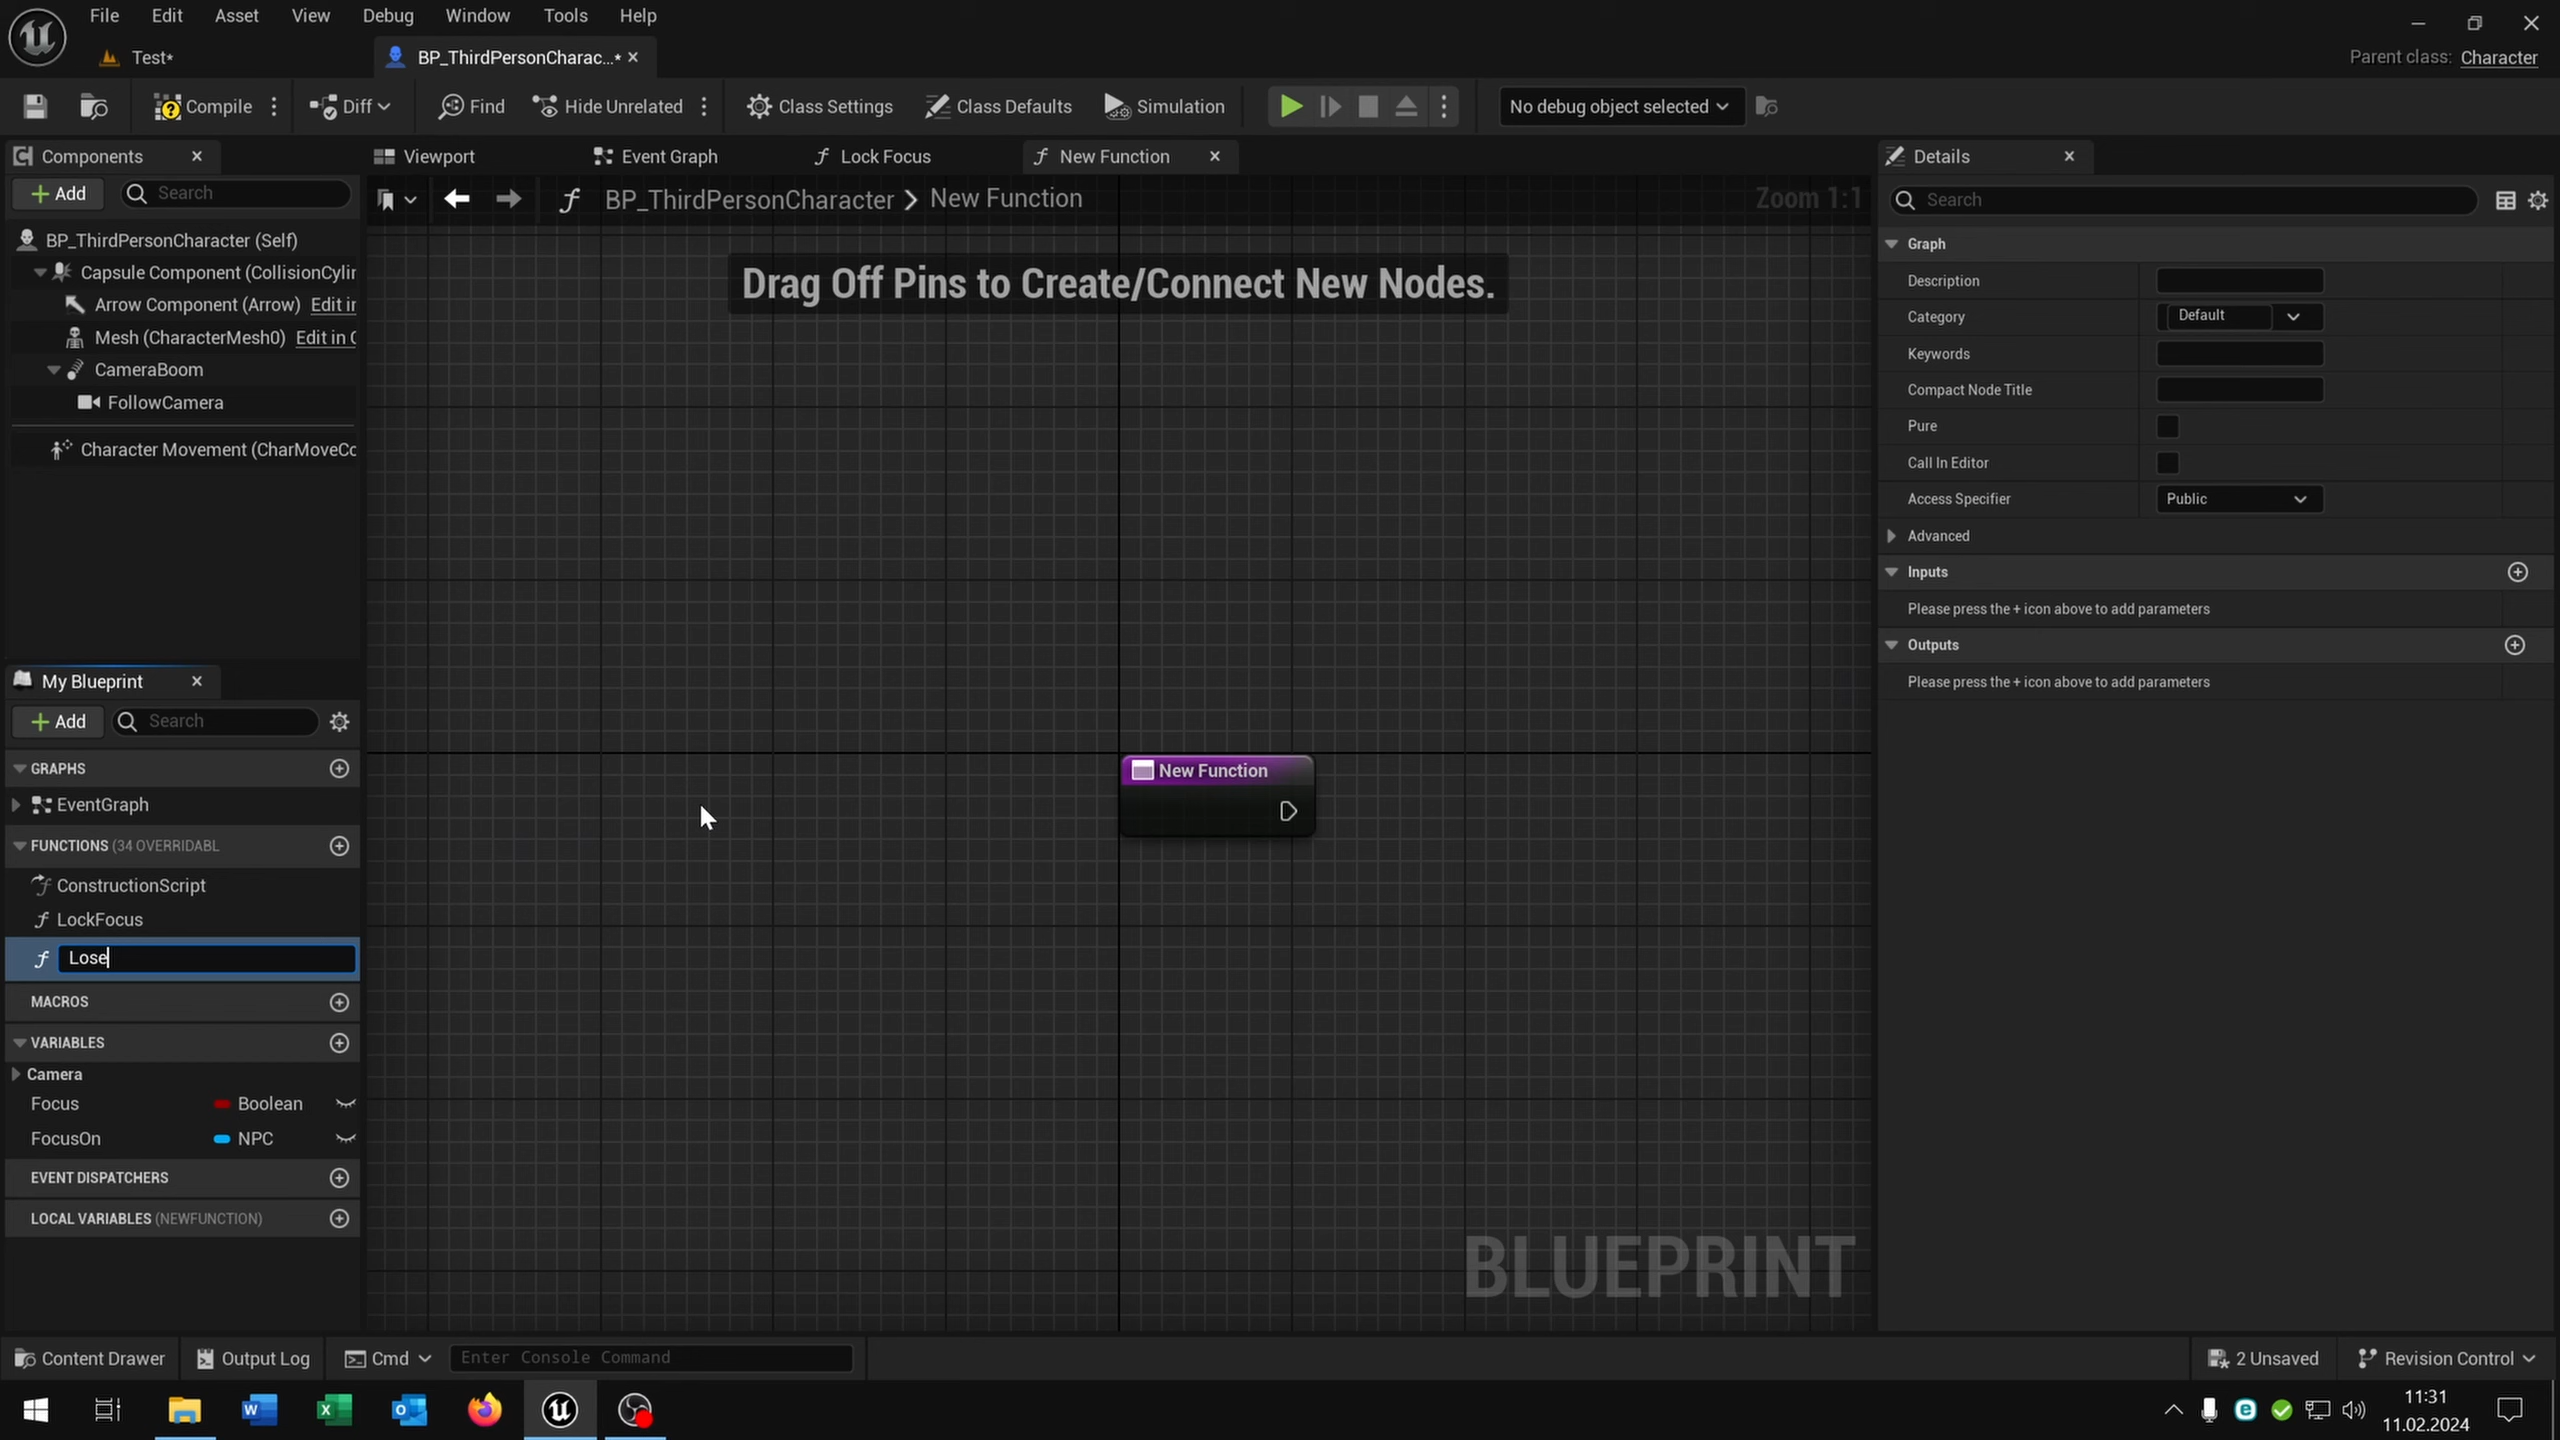 File Edit Asset View Debug Window Tools Help
Test*
BP_ThirdPersonCharac...*
Parent class: Character
Compile
Diff
Find
Hide Unrelated
Class Settings
Class Defaults
Simulation
No debug object selected
Components
Viewport
Event Graph
Lock Focus
New Function
Details
Add
Search
BP_ThirdPersonCharacter > New Function
Zoom 1:1
Search
BP_ThirdPersonCharacter (Self)
Capsule Component (CollisionCylin
Arrow Component (Arrow) Edit in
Mesh (CharacterMesh0) Edit in C
CameraBoom
FollowCamera
Character Movement (CharMoveCo
Drag Off Pins to Create/Connect New Nodes.
Graph
Description
Category Default
Keywords
Compact Node Title
Pure
Call In Editor
Access Specifier Public
Advanced
Inputs
Please press the + icon above to add parameters
Outputs
Please press the + icon above to add parameters
My Blueprint
Add
Search
GRAPHS
EventGraph
FUNCTIONS (34 OVERRIDABL
ConstructionScript
LockFocus
Lose
MACROS
VARIABLES
Camera
Focus Boolean
FocusOn NPC
EVENT DISPATCHERS
LOCAL VARIABLES (NEWFUNCTION)
New Function
BLUEPRINT
Content Drawer
Output Log
Cmd
Enter Console Command
2 Unsaved
Revision Control
11:31
11.02.2024